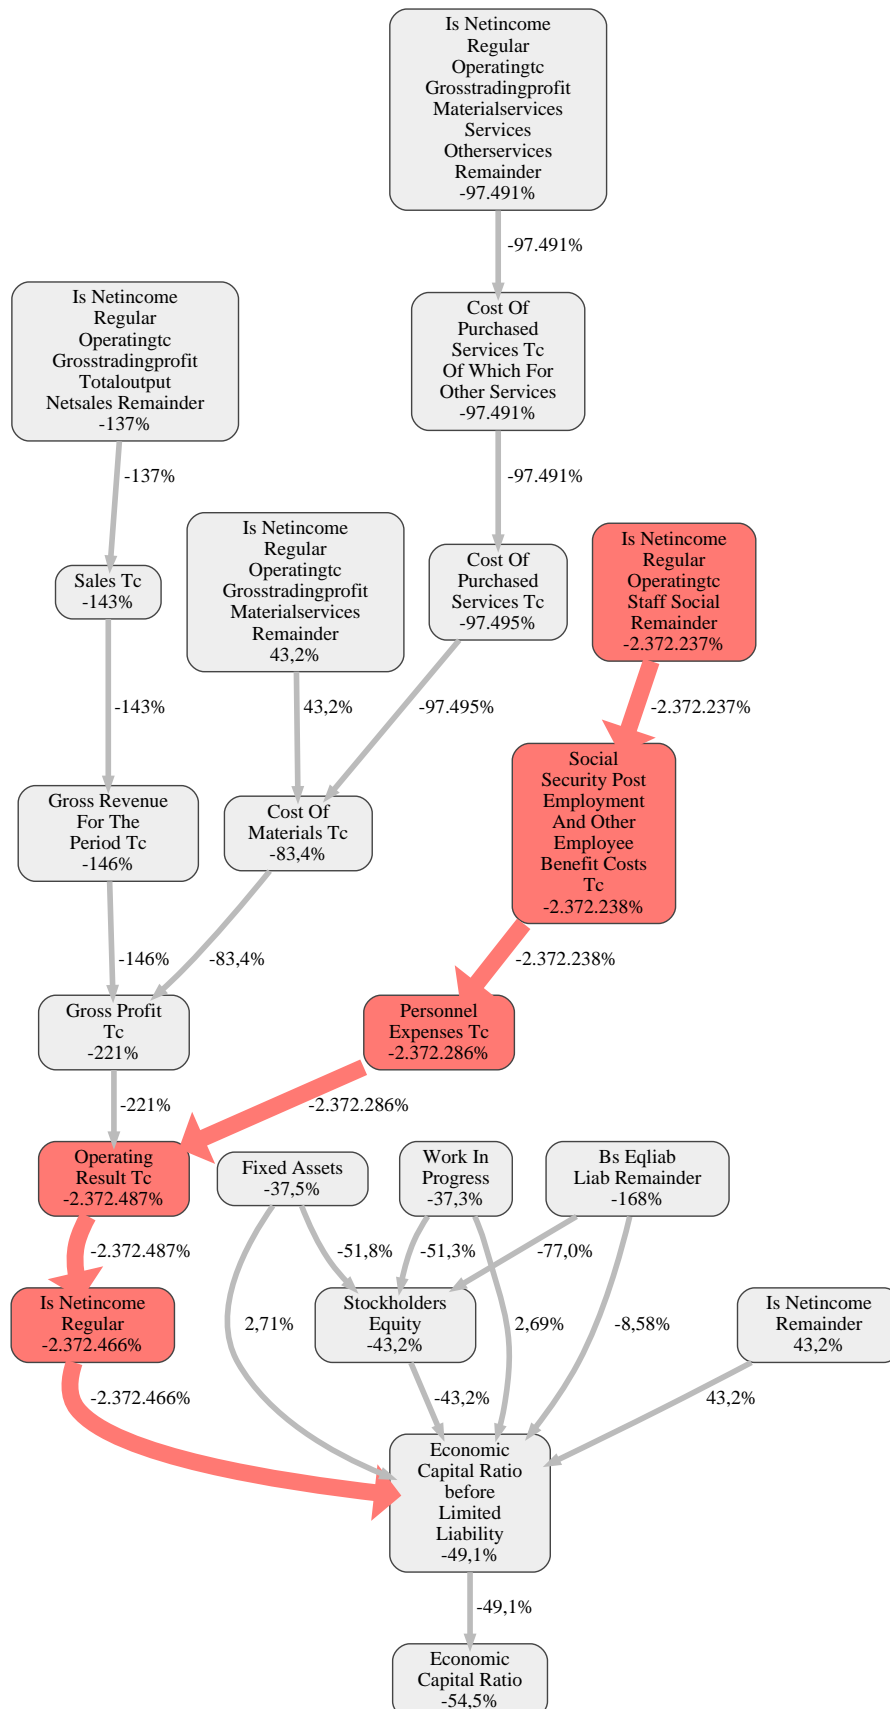 Is Netincome
Regular
Operatingtc
Grosstradingprofit
Materialservices
Services
Otherservices
Remainder
-97.491%
-97.491%
Is Netincome
Regular
Operatingtc
Grosstradingprofit
Totaloutput
Netsales Remainder
-137%
Cost Of
Purchased
Services Tc
Of Which For
Other Services
-97.491%
-137%
-97.491%
Is Netincome
Regular
Operatingtc
Grosstradingprofit
Materialservices
Remainder
43,2%
Is Netincome
Regular
Operatingtc
Staff Social
Remainder
-2.372.237%
Cost Of
Purchased
Services Tc
-97.495%
Sales Tc
-143%
-143%
43,2%
-97.495%
-2.372.237%
Social
Security Post
Employment
And Other
Employee
Benefit Costs
Tc
-2.372.238%
Gross Revenue
For The
Period Tc
-146%
Cost Of
Materials Tc
-83,4%
-146%
-83,4%
-2.372.238%
Gross Profit
Tc
-221%
Personnel
Expenses Tc
-2.372.286%
-221%
-2.372.286%
Operating
Result Tc
-2.372.487%
Fixed Assets
-37,5%
Work In
Progress
-37,3%
Bs Eqliab
Liab Remainder
-168%
-2.372.487%
-51,8%
-51,3%
-77,0%
Is Netincome
Regular
-2.372.466%
2,71%
Stockholders
Equity
-43,2%
2,69%
-8,58%
Is Netincome
Remainder
43,2%
-2.372.466%
-43,2%
43,2%
Economic
Capital Ratio
before
Limited
Liability
-49,1%
-49,1%
Economic
Capital Ratio
-54,5%